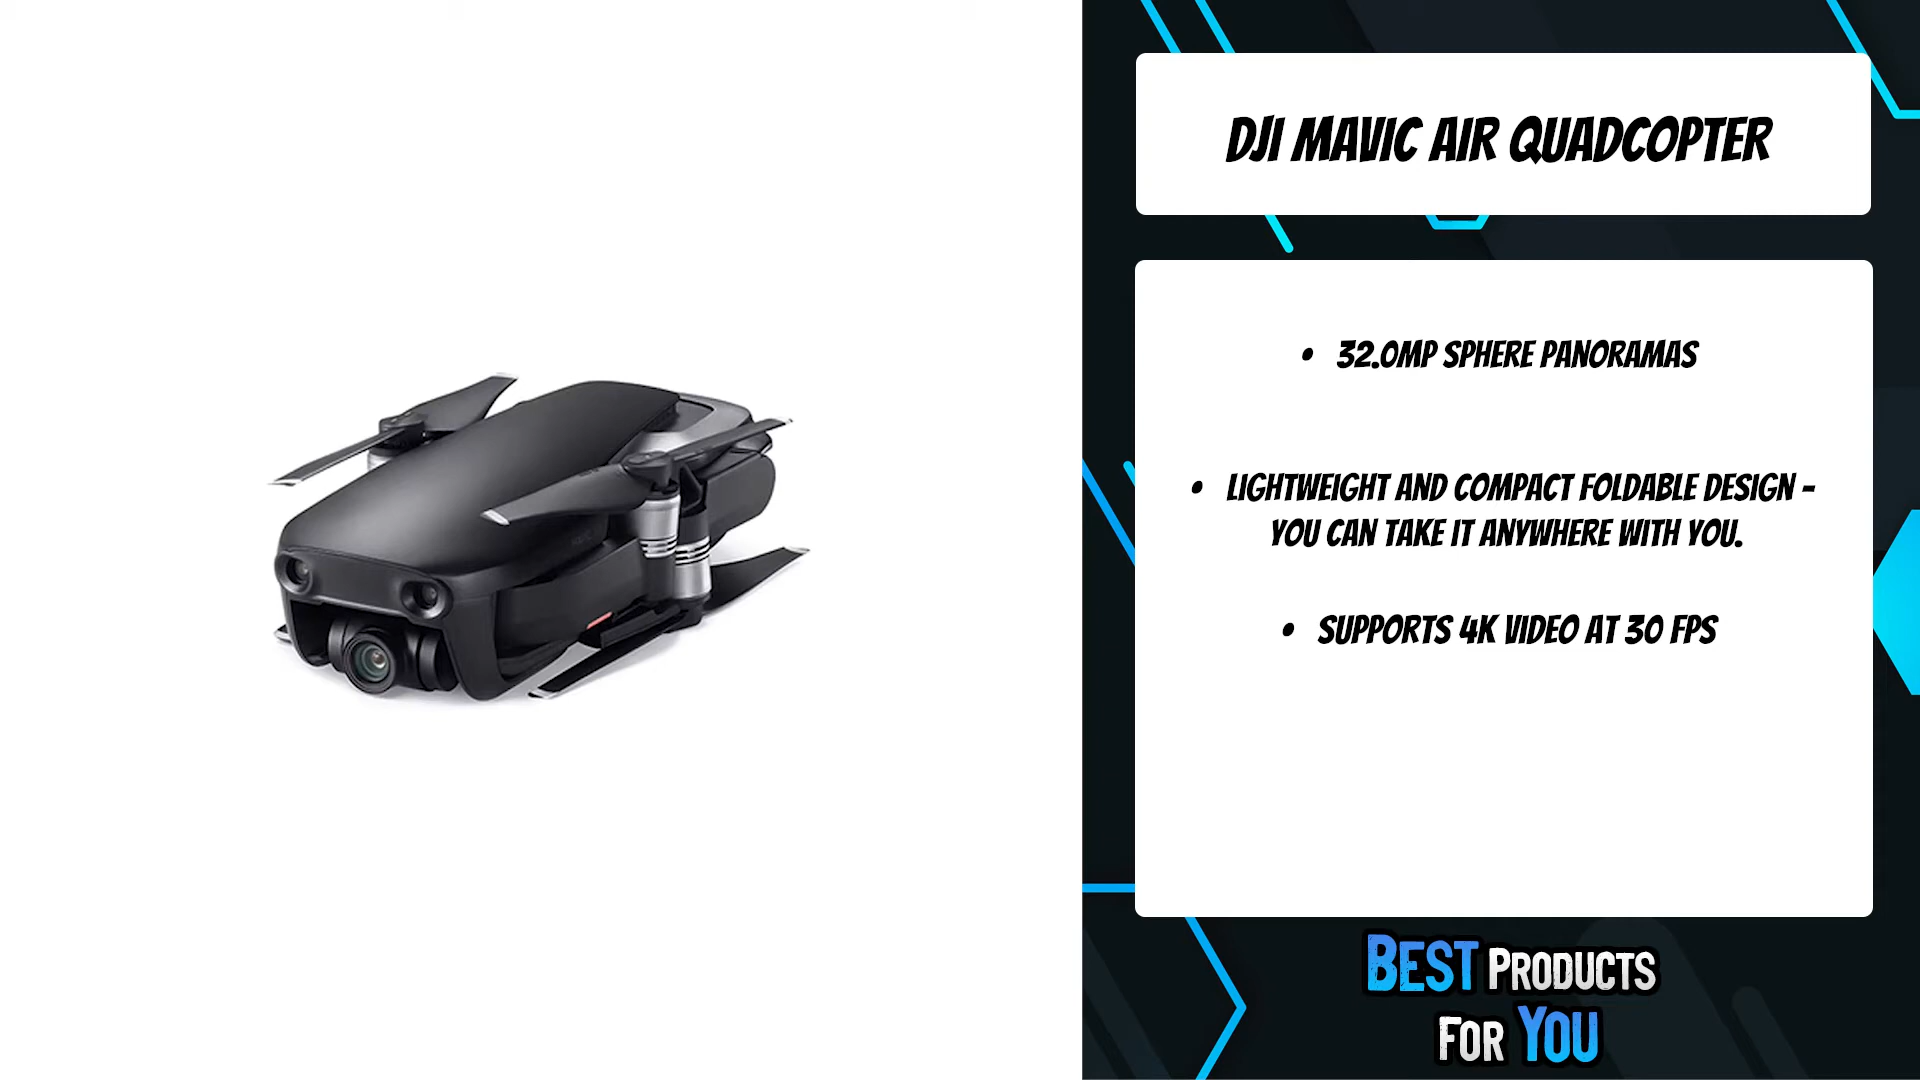 DJI MAVIC AIR QUADCOPTER
• 32.0MP SPHERE PANORAMAS
• LIGHTWEIGHT AND COMPACT FOLDABLE DESIGN -
YOU CAN TAKE IT ANYWHERE WITH YOU.
• SUPPORTS 4K VIDEO AT 30 FPS
BEST PRODUCTS
FOR YOU